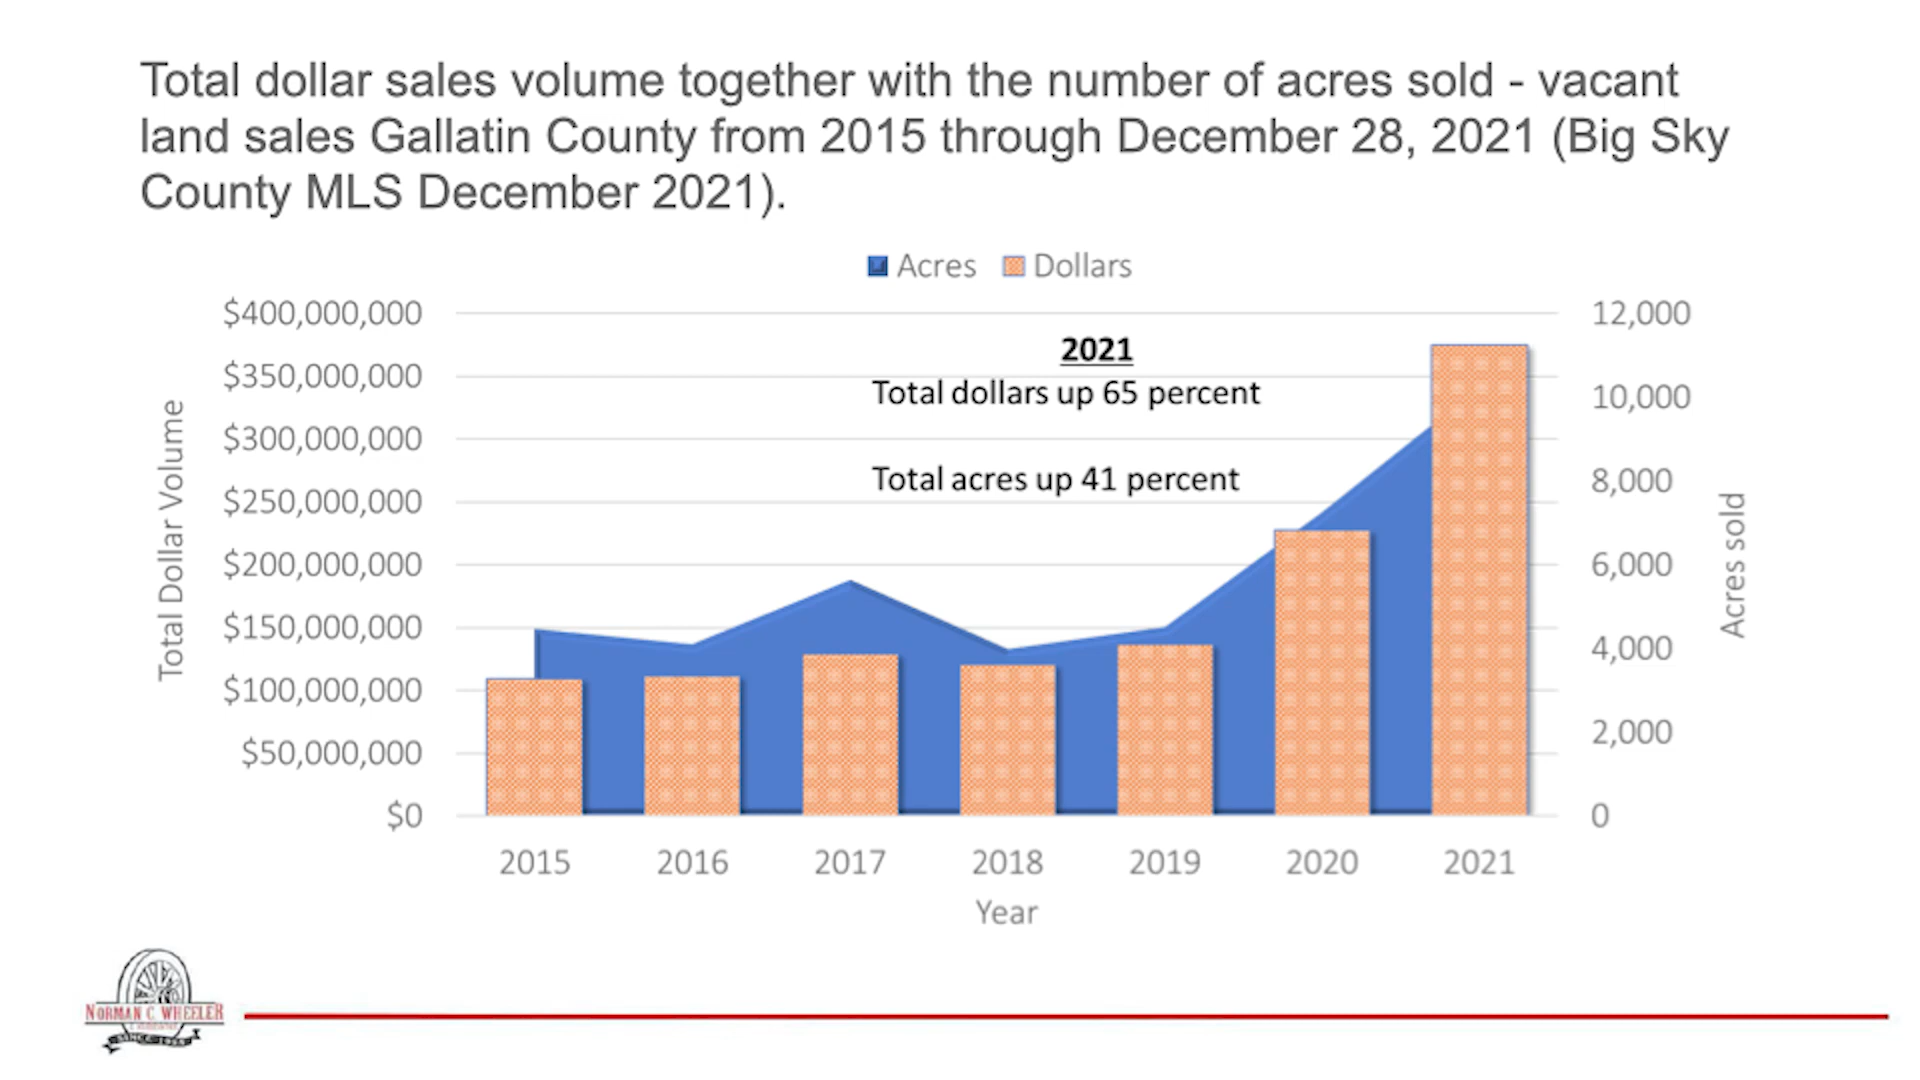 Total dollar sales volume together with the number of acres sold - vacant
land sales Gallatin County from 2015 through December 28, 2021 (Big Sky
County MLS December 2021).
Acres Dollars
$400,000,000
$350,000,000
$300,000,000
$250,000,000
$200,000,000
$150,000,000
$100,000,000
$50,000,000
$0
Total Dollar Volume
2021
Total dollars up 65 percent
Total acres up 41 percent
12,000
10,000
8,000
6,000
4,000
2,000
0
Acres sold
2015 2016 2017 2018 2019 2020 2021
Year
NORMAN C. WHEELER